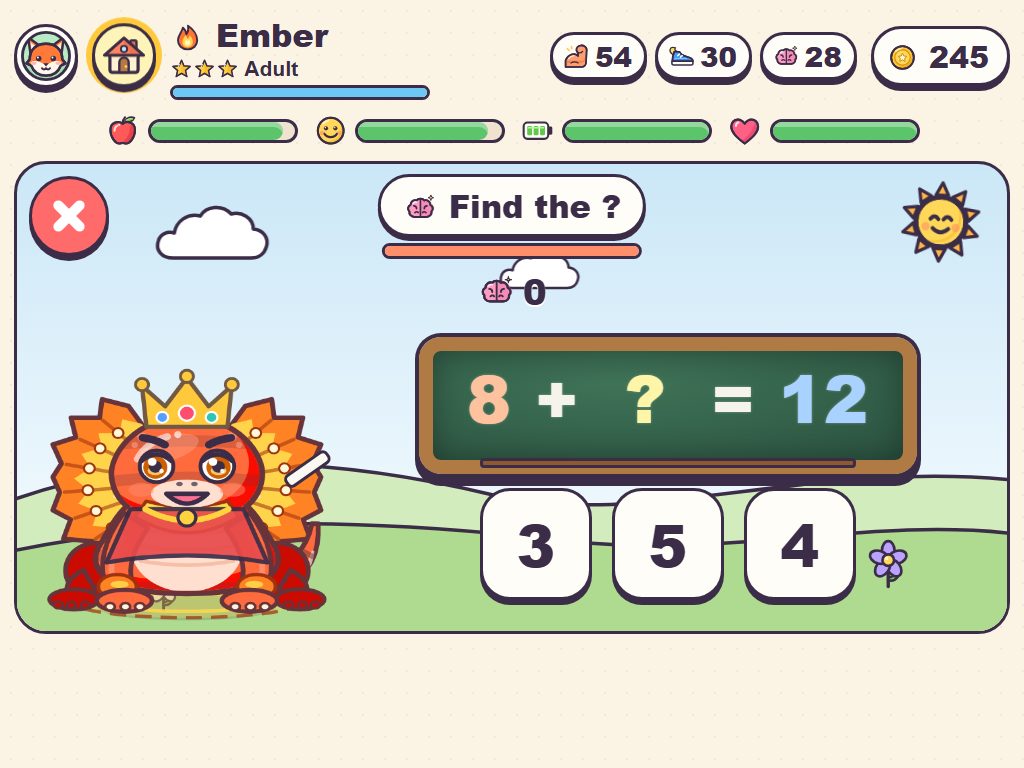 Ember
Adult
54 30 28 245
Find the ?
0
8 + ? = 12
3 5 4